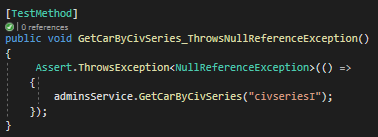 [TestMethod]
| 0 references
public void GetCarByCivSeries_ThrowsNullReferenceException()
{
Assert.ThrowsException<NullReferenceException>(() =>
{
adminsService.GetCarByCivSeries("civseriesI");
});
}